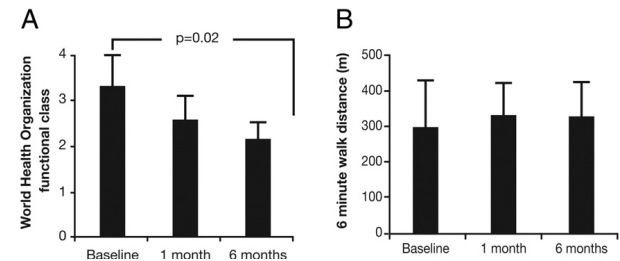 A
p=0.02
World Health Organization
functional class
4
3
2
1
0
Baseline 1 month 6 months
B
6 minute walk distance (m)
500
400
300
200
100
0
Baseline 1 month 6 months